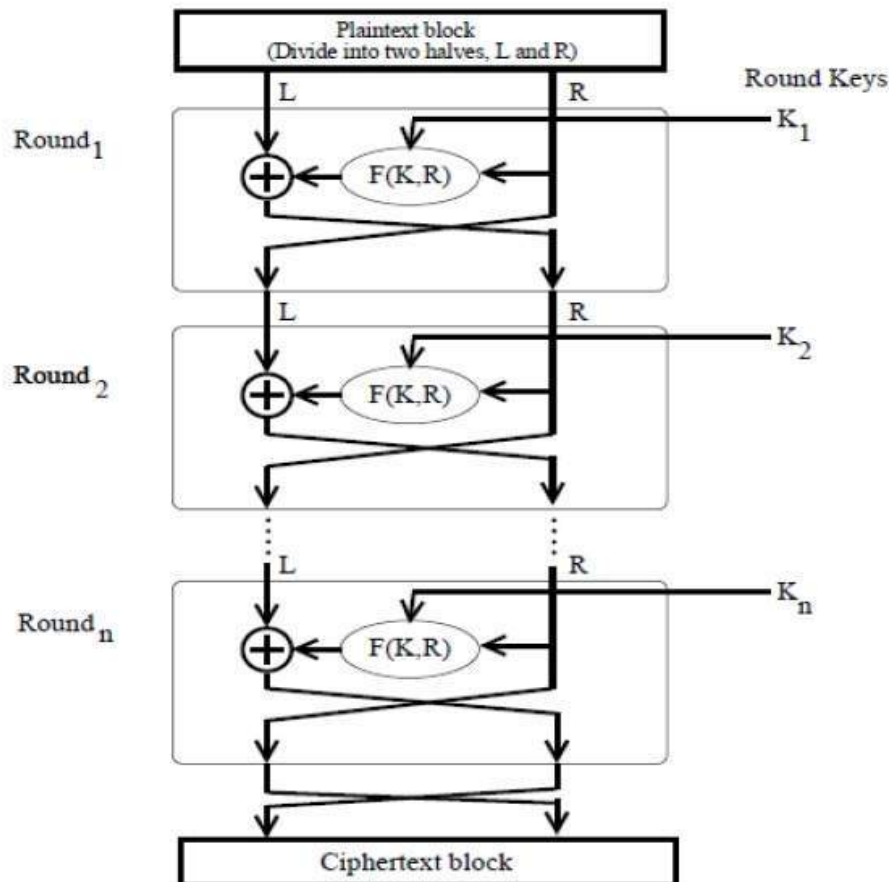 Plaintext block
(Divide into two halves, L and R)
Round Keys
L
R
K1
Round1
F(K,R)
L
R
K2
Round2
F(K,R)
L
R
Kn
Roundn
F(K,R)
Ciphertext block